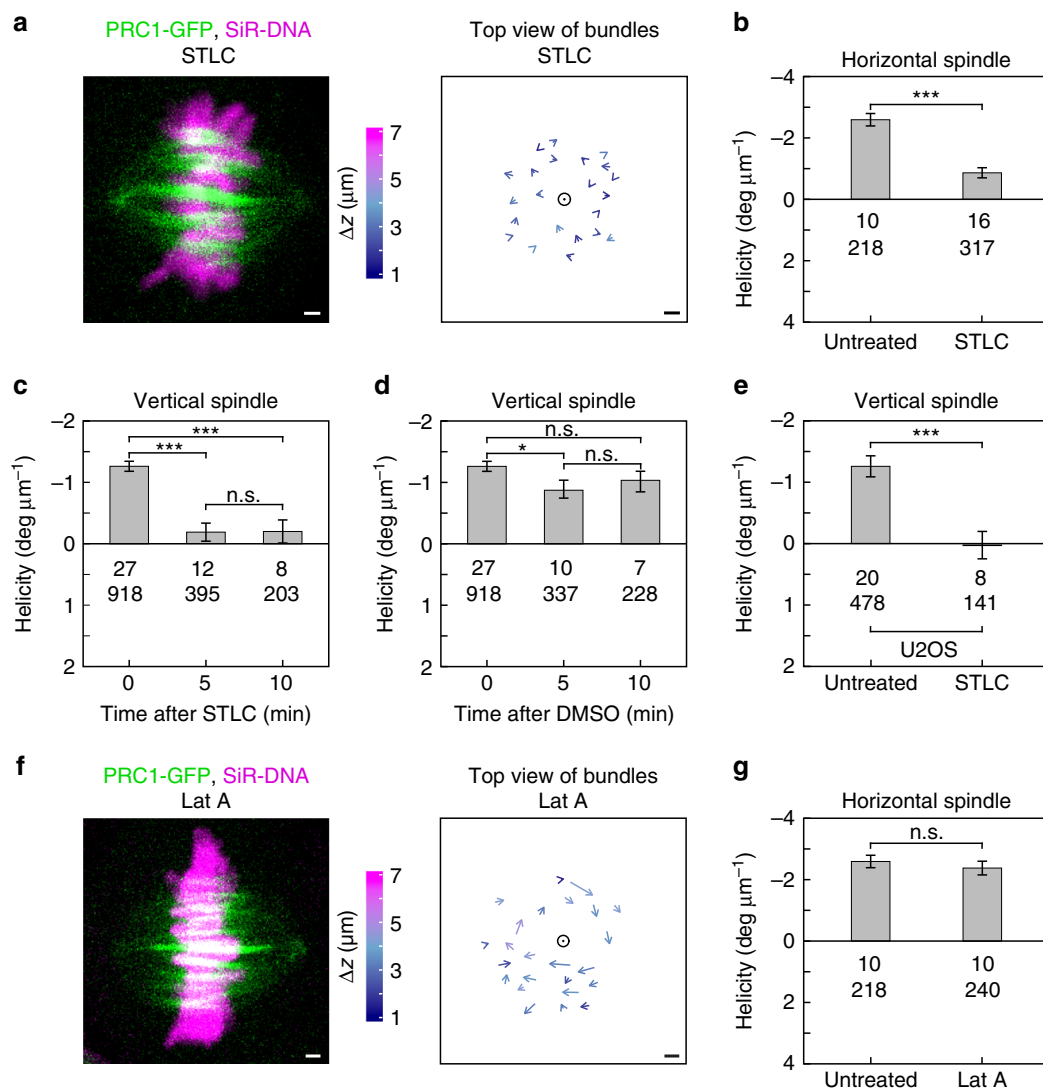 a
PRC1-GFP, SiR-DNA
STLC
7
5
3
1
Δz (μm)
Top view of bundles
STLC
b
Horizontal spindle
–4
–2
0
2
4
Helicity (deg μm⁻¹)
***
10 16
218 317
Untreated STLC
c
Vertical spindle
–2
–1
0
1
2
Helicity (deg μm⁻¹)
***
***
n.s.
27 12 8
918 395 203
0 5 10
Time after STLC (min)
d
Vertical spindle
–2
–1
0
1
2
Helicity (deg μm⁻¹)
n.s.
*
n.s.
27 10 7
918 337 228
0 5 10
Time after DMSO (min)
e
Vertical spindle
–2
–1
0
1
2
Helicity (deg μm⁻¹)
***
20 8
478 141
U2OS
Untreated STLC
f
PRC1-GFP, SiR-DNA
Lat A
7
5
3
1
Δz (μm)
Top view of bundles
Lat A
g
Horizontal spindle
–4
–2
0
2
4
Helicity (deg μm⁻¹)
n.s.
10 10
218 240
Untreated Lat A